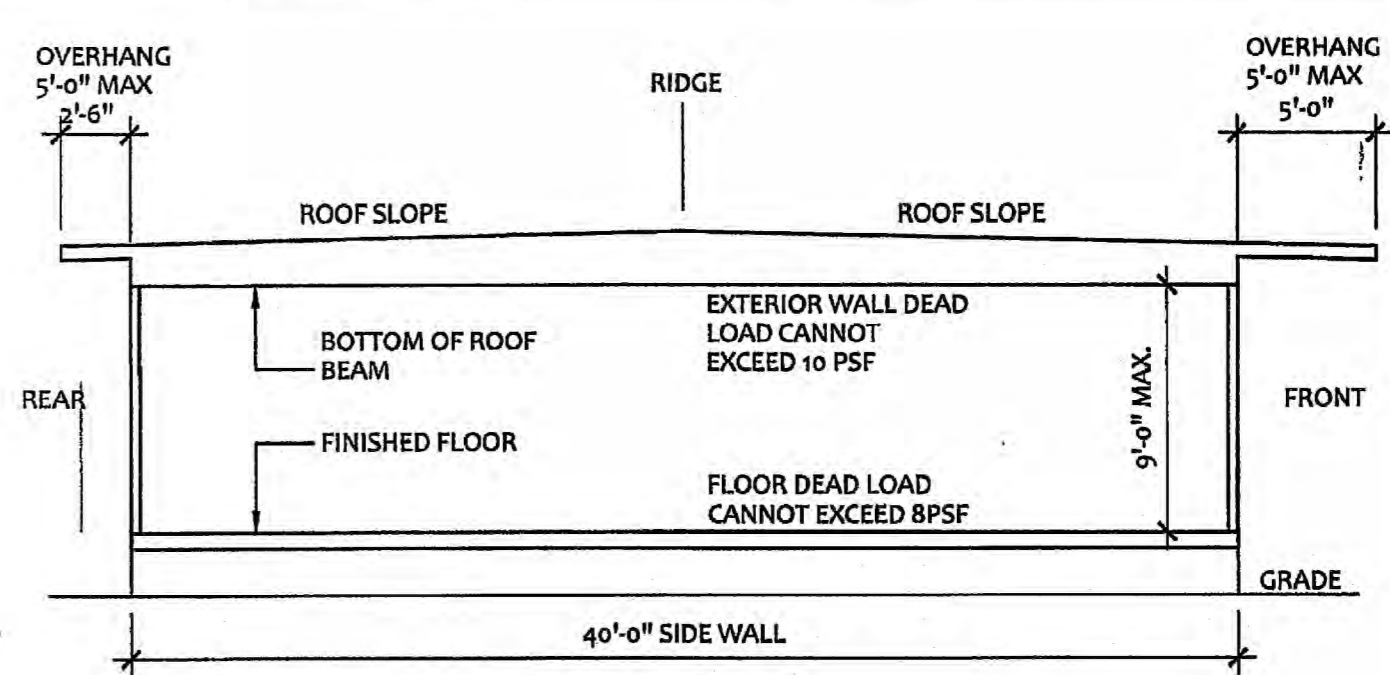 OVERHANG
5'-0" MAX
2'-6"
RIDGE
OVERHANG
5'-0" MAX
5'-0"
ROOF SLOPE
ROOF SLOPE
BOTTOM OF ROOF
BEAM
EXTERIOR WALL DEAD
LOAD CANNOT
EXCEED 10 PSF
9'-0" MAX.
REAR
FRONT
FINISHED FLOOR
FLOOR DEAD LOAD
CANNOT EXCEED 8PSF
GRADE
40'-0" SIDE WALL